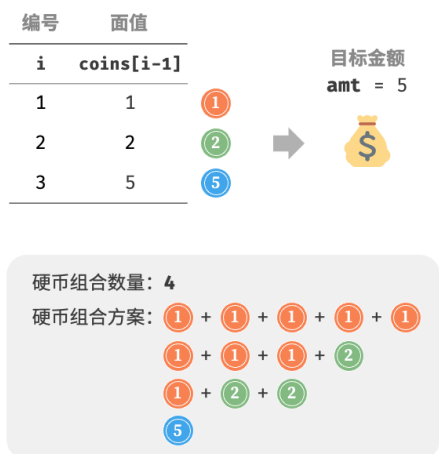 编号 面值
i coins[i-1]
目标金额
amt = 5
1 1 1
2 2 2
3 5 5
$
硬币组合数量：4
硬币组合方案：1 + 1 + 1 + 1 + 1
1 + 1 + 1 + 2
1 + 2 + 2
5